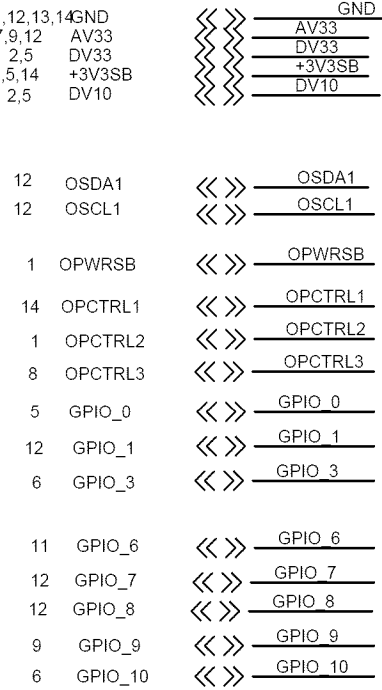 ,12,13,14 GND GND
7,9,12 AV33 AV33
2,5 DV33 DV33
,5,14 +3V3SB +3V3SB
2,5 DV10 DV10
12 OSDA1 OSDA1
12 OSCL1 OSCL1
1 OPWRSB OPWRSB
14 OPCTRL1 OPCTRL1
1 OPCTRL2 OPCTRL2
8 OPCTRL3 OPCTRL3
5 GPIO_0 GPIO_0
12 GPIO_1 GPIO_1
6 GPIO_3 GPIO_3
11 GPIO_6 GPIO_6
12 GPIO_7 GPIO_7
12 GPIO_8 GPIO_8
9 GPIO_9 GPIO_9
6 GPIO_10 GPIO_10